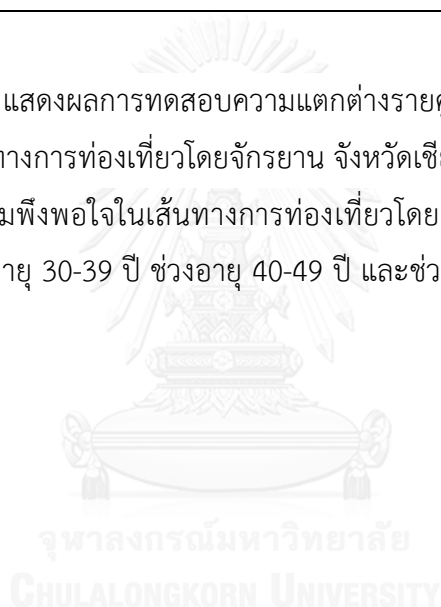 แสดงผลการทดสอบความแตกต่างราย
ทางการท่องเที่ยวโดยจักรยาน จังหวัดเชีย
มพึงพอใจในเส้นทางการท่องเที่ยวโดย
ายุ 30-39 ปี ช่วงอายุ 40-49 ปี และช่ว
จุฬาลงกรณ์มหาวิทยาลัย
CHULALONGKORN UNIVERSITY